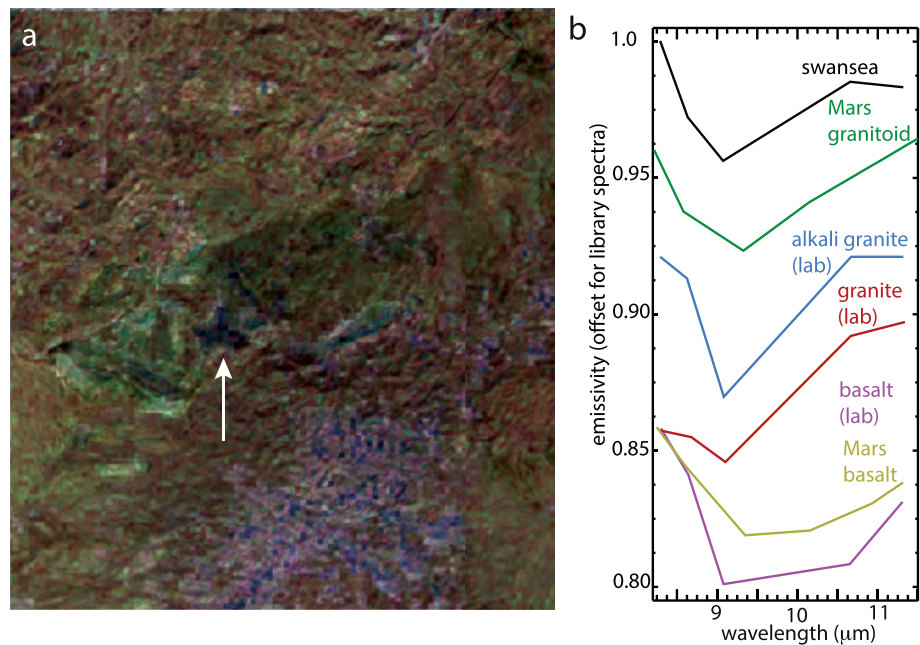 a
b
1.0
0.95
0.90
0.85
0.80
emissivity (offset for library spectra)
swansea
Mars
granitoid
alkali granite
(lab)
granite
(lab)
basalt
(lab)
Mars
basalt
9
10
11
wavelength (μm)